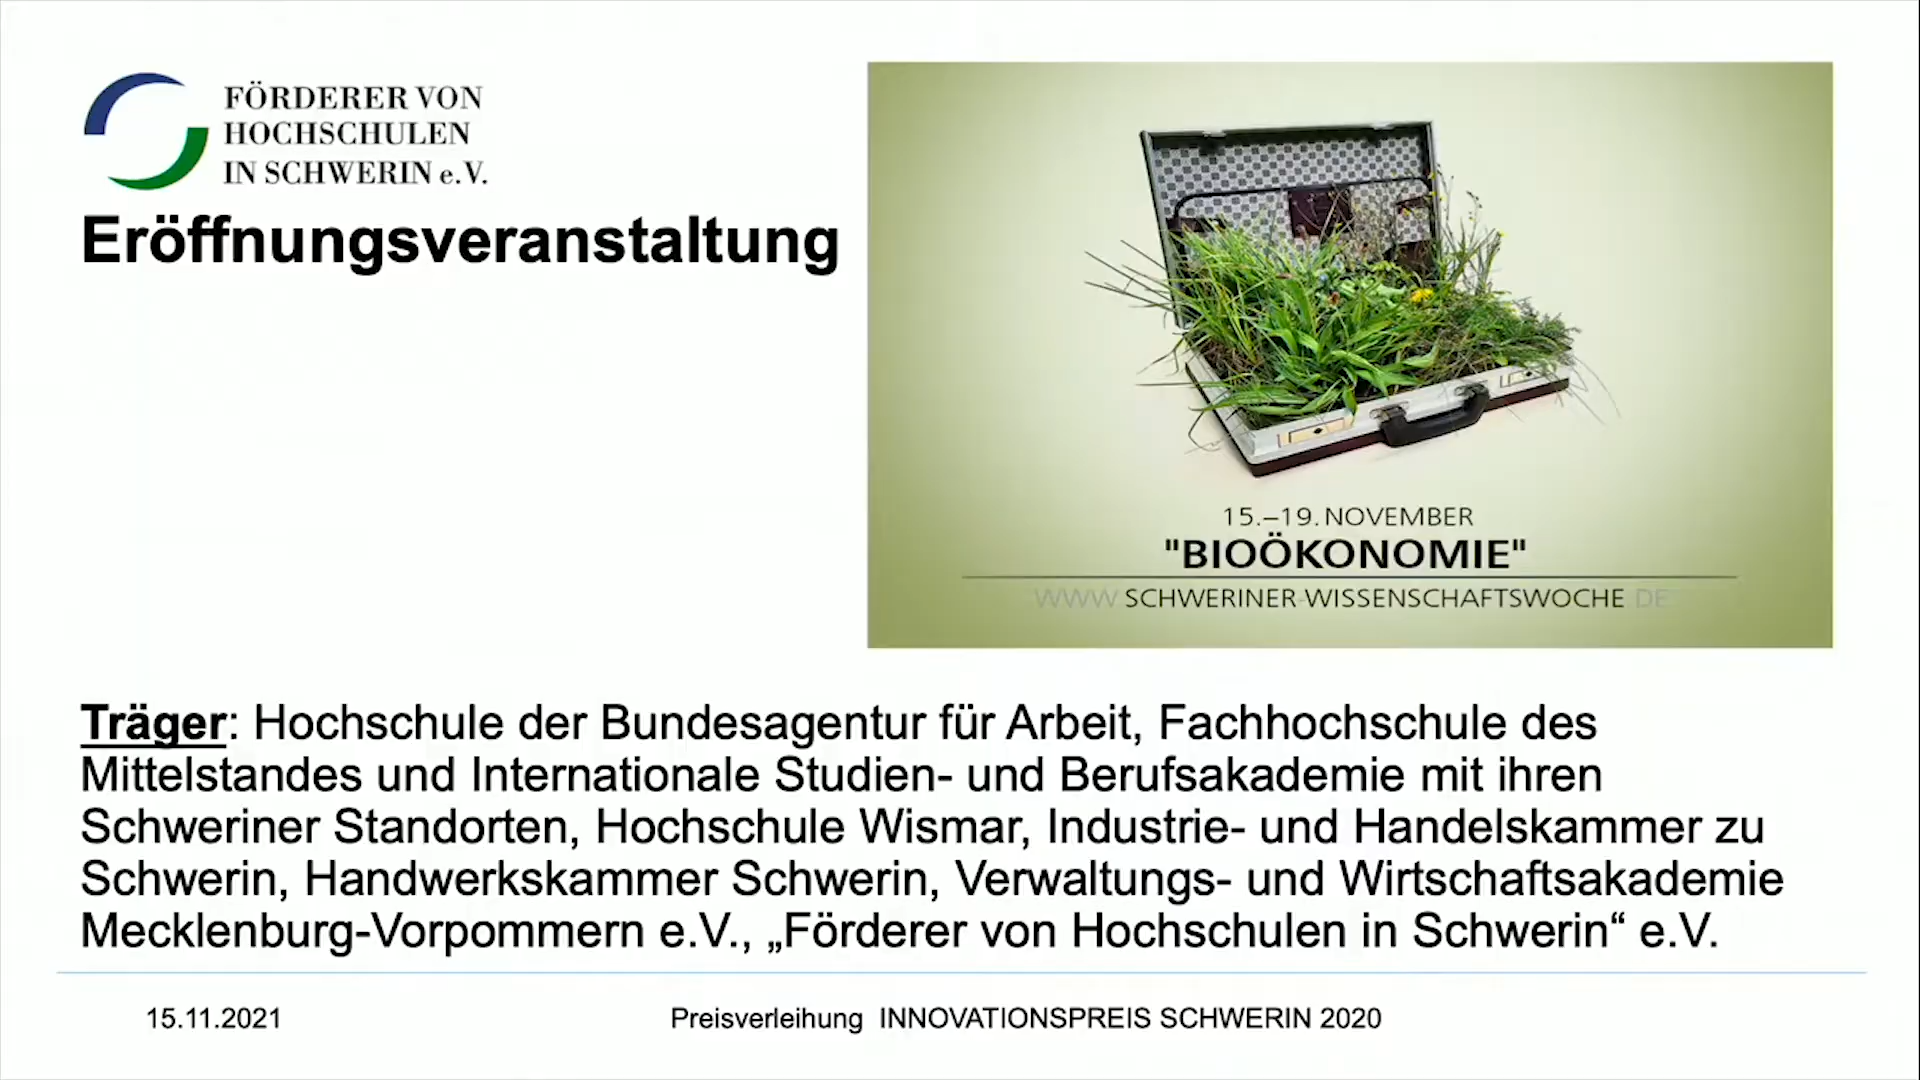 FÖRDERER VON
HOCHSCHULEN
IN SCHWERIN e.V.
Eröffnungsveranstaltung
15.–19. NOVEMBER
"BIOÖKONOMIE"
WWW.SCHWERINER-WISSENSCHAFTSWOCHE.DE
Träger: Hochschule der Bundesagentur für Arbeit, Fachhochschule des
Mittelstandes und Internationale Studien- und Berufsakademie mit ihren
Schweriner Standorten, Hochschule Wismar, Industrie- und Handelskammer zu
Schwerin, Handwerkskammer Schwerin, Verwaltungs- und Wirtschaftsakademie
Mecklenburg-Vorpommern e.V., „Förderer von Hochschulen in Schwerin“ e.V.
15.11.2021
Preisverleihung INNOVATIONSPREIS SCHWERIN 2020